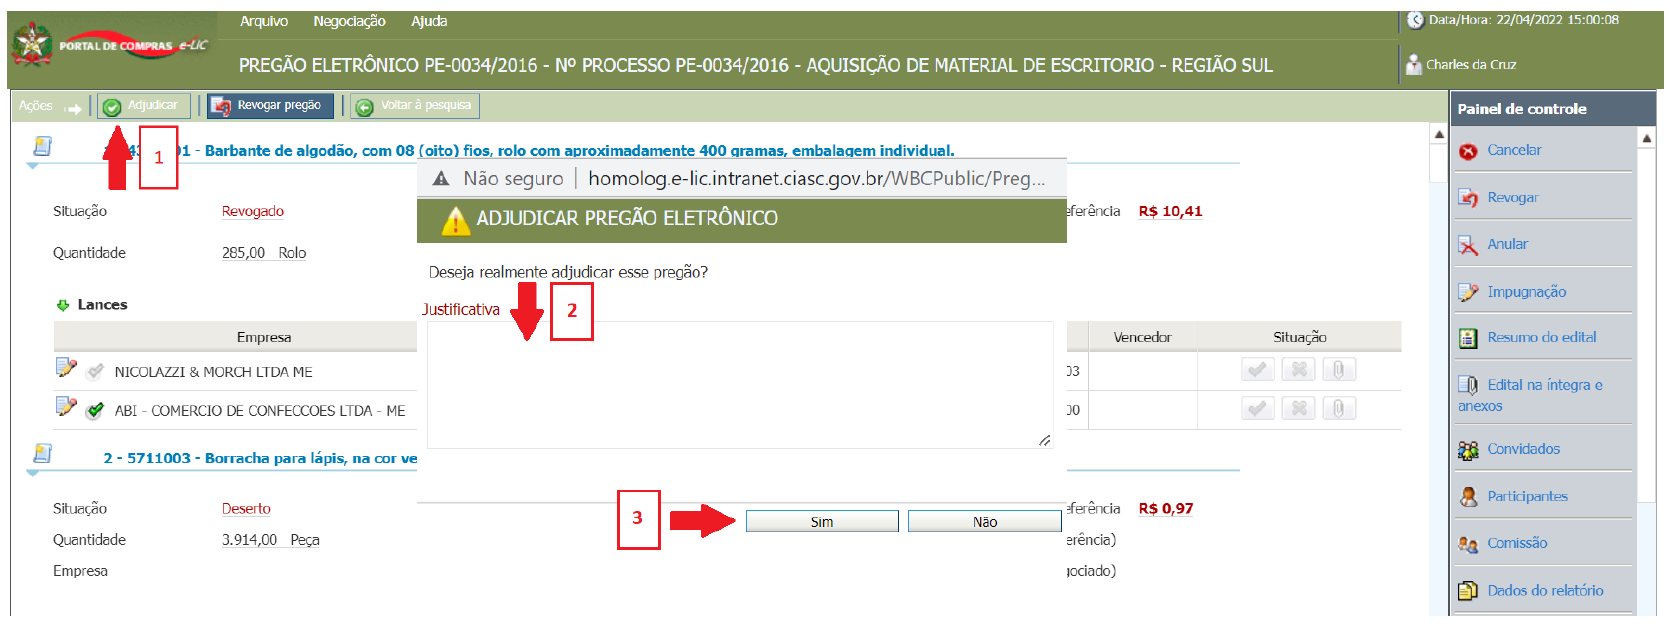 Arquivo Negociação Ajuda
Data/Hora: 22/04/2022 15:00:08
PORTAL DE COMPRAS e-LIC
PREGÃO ELETRÔNICO PE-0034/2016 - Nº PROCESSO PE-0034/2016 - AQUISIÇÃO DE MATERIAL DE ESCRITORIO - REGIÃO SUL
Charles da Cruz
Ações Adjudicar Revogar pregão Voltar à pesquisa
Painel de controle
1
- Barbante de algodão, com 08 (oito) fios, rolo com aproximadamente 400 gramas, embalagem individual.
Cancelar
Não seguro homolog.e-lic.intranet.ciasc.gov.br/WBCPublic/Preg...
Revogar
Situação Revogado
ADJUDICAR PREGÃO ELETRÔNICO
eferência R$ 10,41
Anular
Quantidade 285,00 Rolo
Deseja realmente adjudicar esse pregão?
Impugnação
Lances
Justificativa
2
Empresa
Vencedor Situação
Resumo do edital
NICOLAZZI & MORCH LTDA ME
03
Edital na íntegra e
anexos
ABI - COMERCIO DE CONFECCOES LTDA - ME
00
Convidados
2 - 5711003 - Borracha para lápis, na cor ve
Participantes
Situação Deserto
eferência R$ 0,97
3
Sim Não
Quantidade 3.914,00 Peça
erência)
Comissão
Empresa
gociado)
Dados do relatório